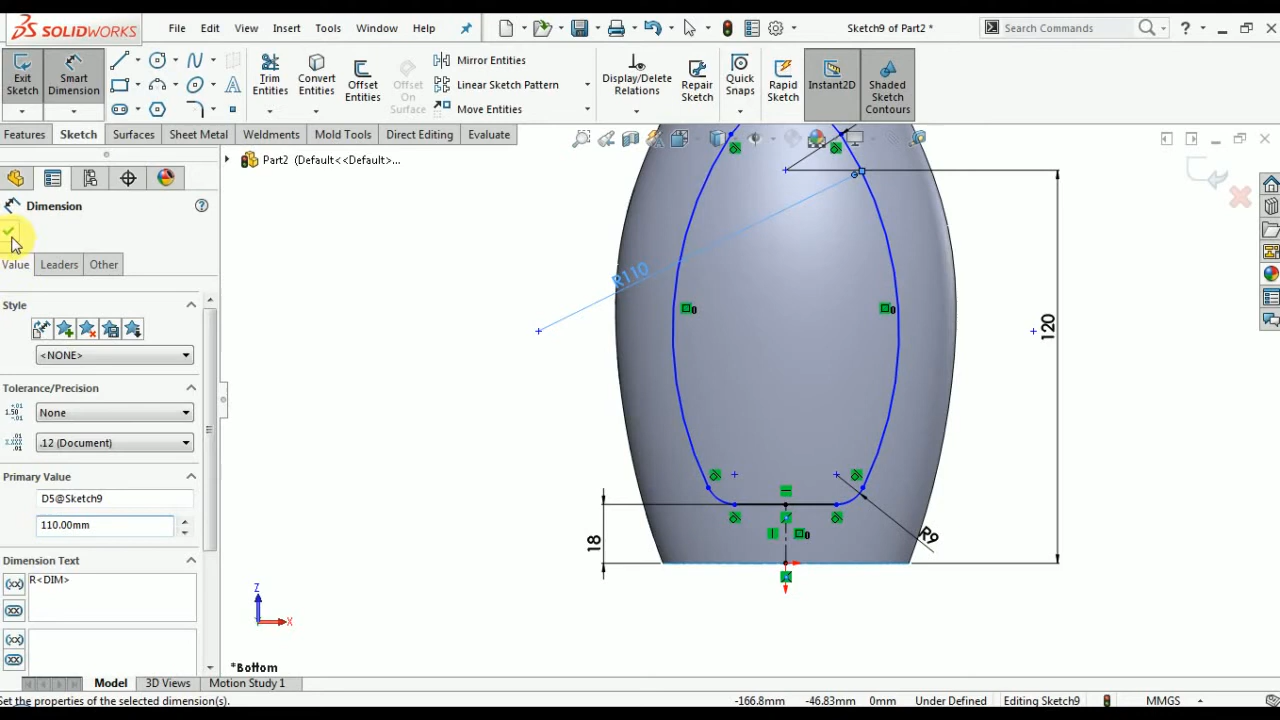 SOLIDWORKS
File
Edit
View
Insert
Tools
Window
Help
Sketch9 of Part2 *
Search Commands
?
Exit
Sketch
Smart
Dimension
Trim
Entities
Convert
Entities
Offset
Entities
Offset
On
Surface
Mirror Entities
Linear Sketch Pattern
Move Entities
Display/Delete
Relations
Repair
Sketch
Quick
Snaps
Rapid
Sketch
Instant2D
Shaded
Sketch
Contours
Features
Sketch
Surfaces
Sheet Metal
Weldments
Mold Tools
Direct Editing
Evaluate
Part2 (Default<<Default>...
Dimension
Value
Leaders
Other
Style
<NONE>
Tolerance/Precision
None
.12 (Document)
Primary Value
D5@Sketch9
110.00mm
Dimension Text
R<DIM>
R110
120
18
R9
Z
X
*Bottom
Model
3D Views
Motion Study 1
Set the properties of the selected dimension(s).
-166.8mm
-46.83mm
0mm
Under Defined
Editing Sketch9
MMGS